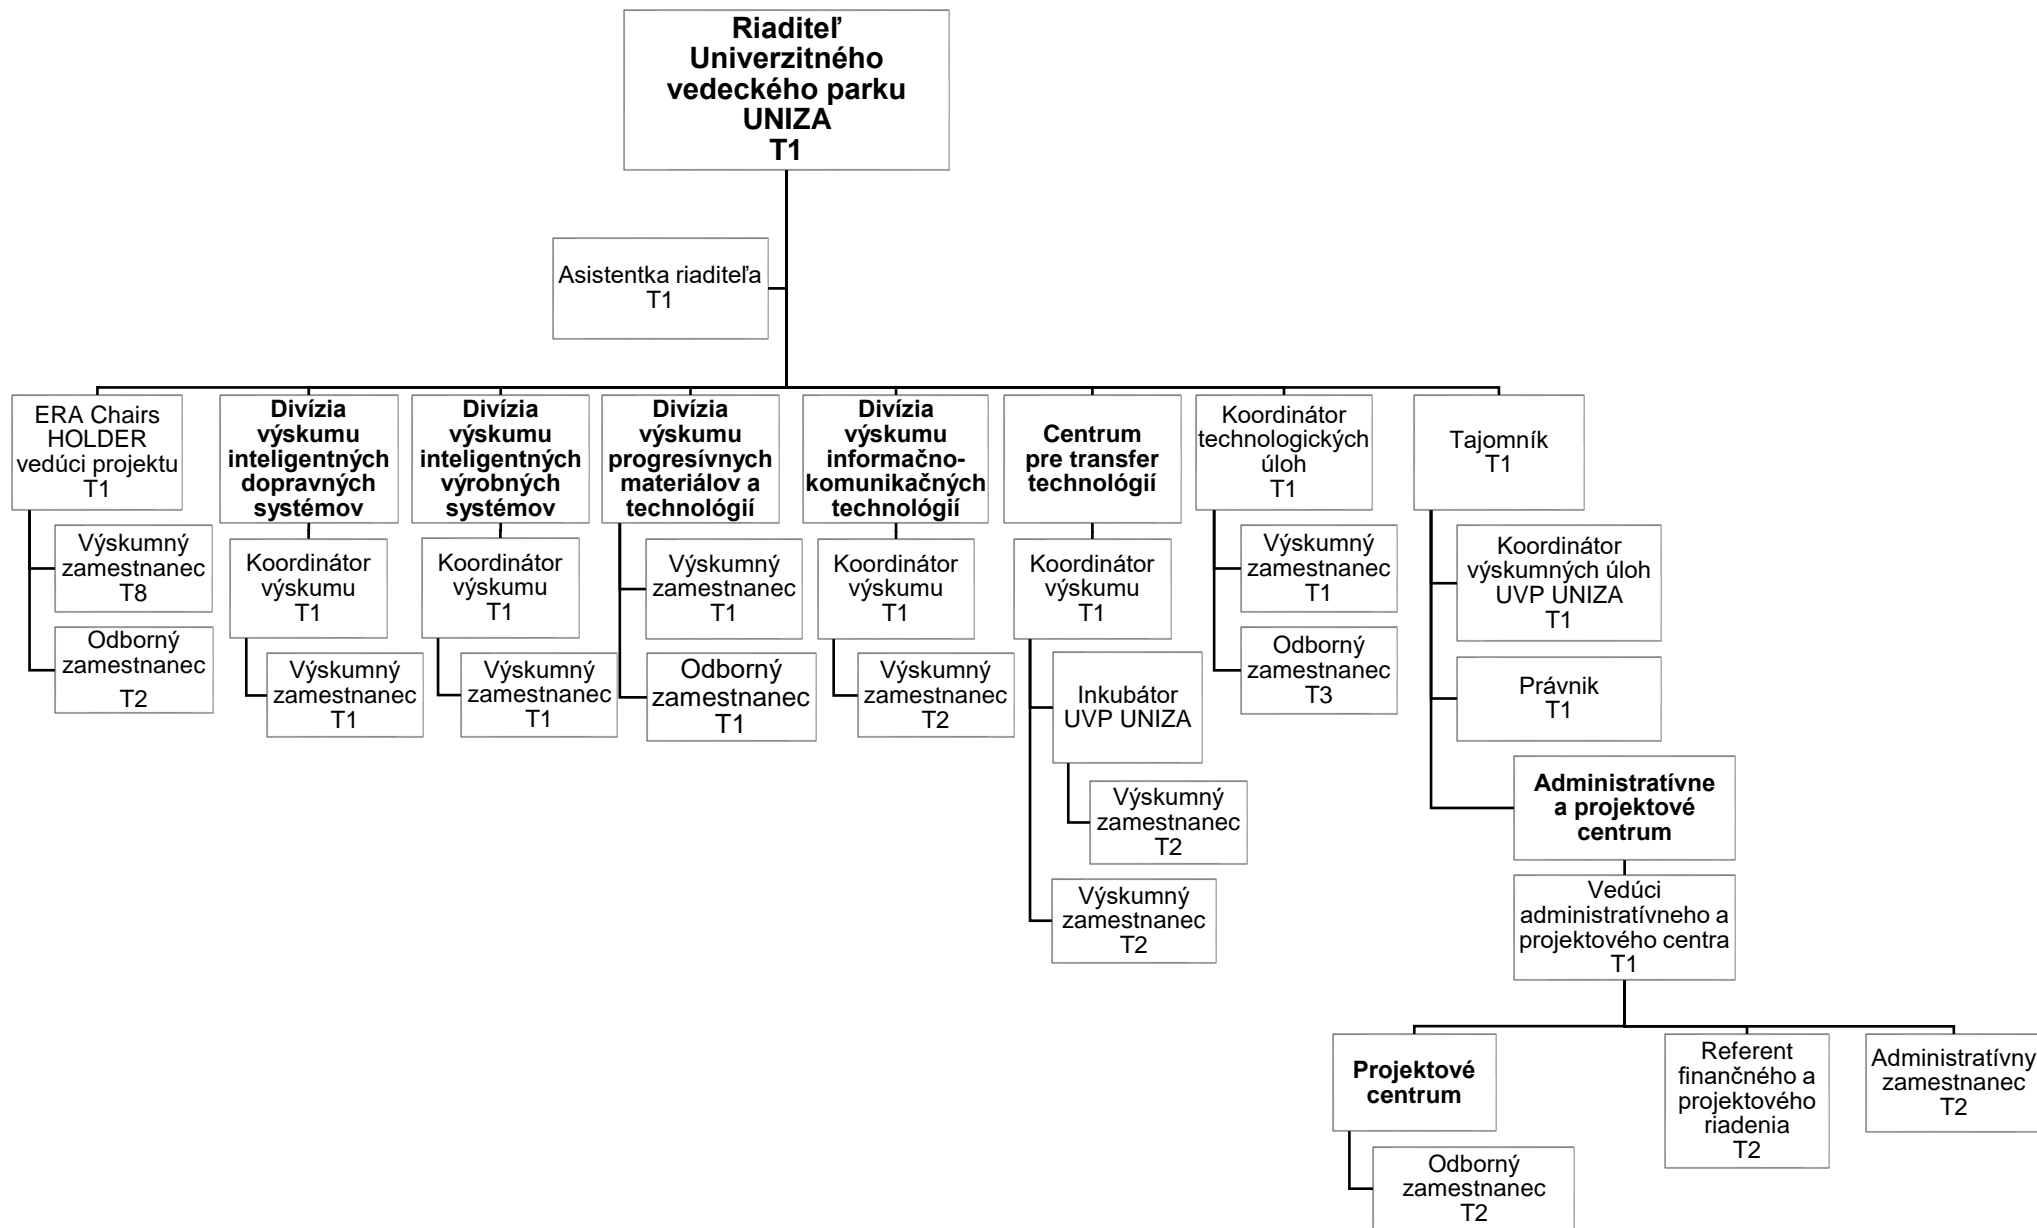 Riaditeľ
Univerzitného
vedeckého parku
UNIZA
T1
Asistentka riaditeľa
T1
ERA Chairs
HOLDER
vedúci projektu
T1
Výskumný
zamestnanec
T8
Odborný
zamestnanec
T2
Divízia
výskumu
inteligentných
dopravných
systémov
Koordinátor
výskumu
T1
Výskumný
zamestnanec
T1
Divízia
výskumu
inteligentných
výrobných
systémov
Koordinátor
výskumu
T1
Výskumný
zamestnanec
T1
Divízia
výskumu
progresívnych
materiálov a
technológií
Výskumný
zamestnanec
T1
Odborný
zamestnanec
T1
Divízia
výskumu
informačno-
komunikačných
technológií
Koordinátor
výskumu
T1
Výskumný
zamestnanec
T2
Centrum
pre transfer
technológií
Koordinátor
výskumu
T1
Inkubátor
UVP UNIZA
Výskumný
zamestnanec
T2
Výskumný
zamestnanec
T2
Koordinátor
technologických
úloh
T1
Výskumný
zamestnanec
T1
Odborný
zamestnanec
T3
Tajomník
T1
Koordinátor
výskumných úloh
UVP UNIZA
T1
Právnik
T1
Administratívne
a projektové
centrum
Vedúci
administratívneho a
projektového centra
T1
Projektové
centrum
Odborný
zamestnanec
T2
Referent
finančného a
projektového
riadenia
T2
Administratívny
zamestnanec
T2